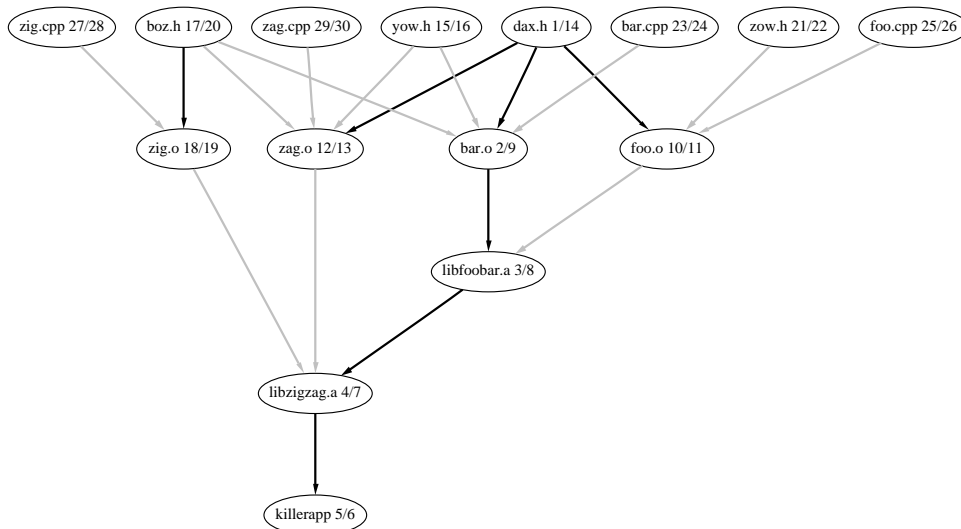 zig.cpp 27/28
boz.h 17/20
zag.cpp 29/30
yow.h 15/16
dax.h 1/14
bar.cpp 23/24
zow.h 21/22
foo.cpp 25/26
zig.o 18/19
zag.o 12/13
bar.o 2/9
foo.o 10/11
libfoobar.a 3/8
libzigzag.a 4/7
killerapp 5/6